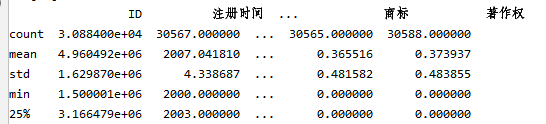 ID 注册时间 ... 商标 著作权
count 3.088400e+04 30567.000000 ... 30565.000000 30588.000000
mean 4.960492e+06 2007.041810 ... 0.365516 0.373937
std 1.629870e+06 4.338687 ... 0.481582 0.483855
min 1.500001e+06 2000.000000 ... 0.000000 0.000000
25% 3.166479e+06 2003.000000 ... 0.000000 0.000000